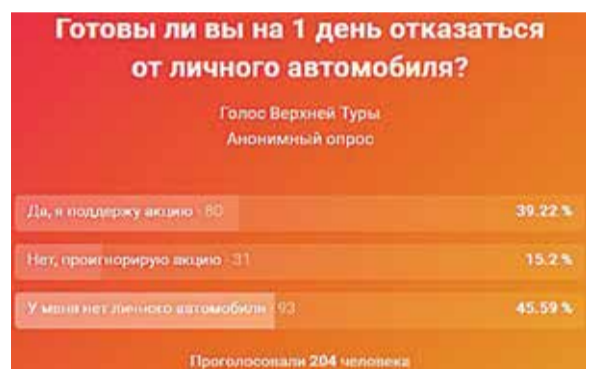 Готовы ли вы на 1 день отказаться
от личного автомобиля?
Голос Верхней Туры
Анонимный опрос
Да, я поддержу акцию · 80 39.22 %
Нет, проигнорирую акцию · 31 15.2 %
У меня нет личного автомобиля · 93 45.59 %
Проголосовали 204 человека